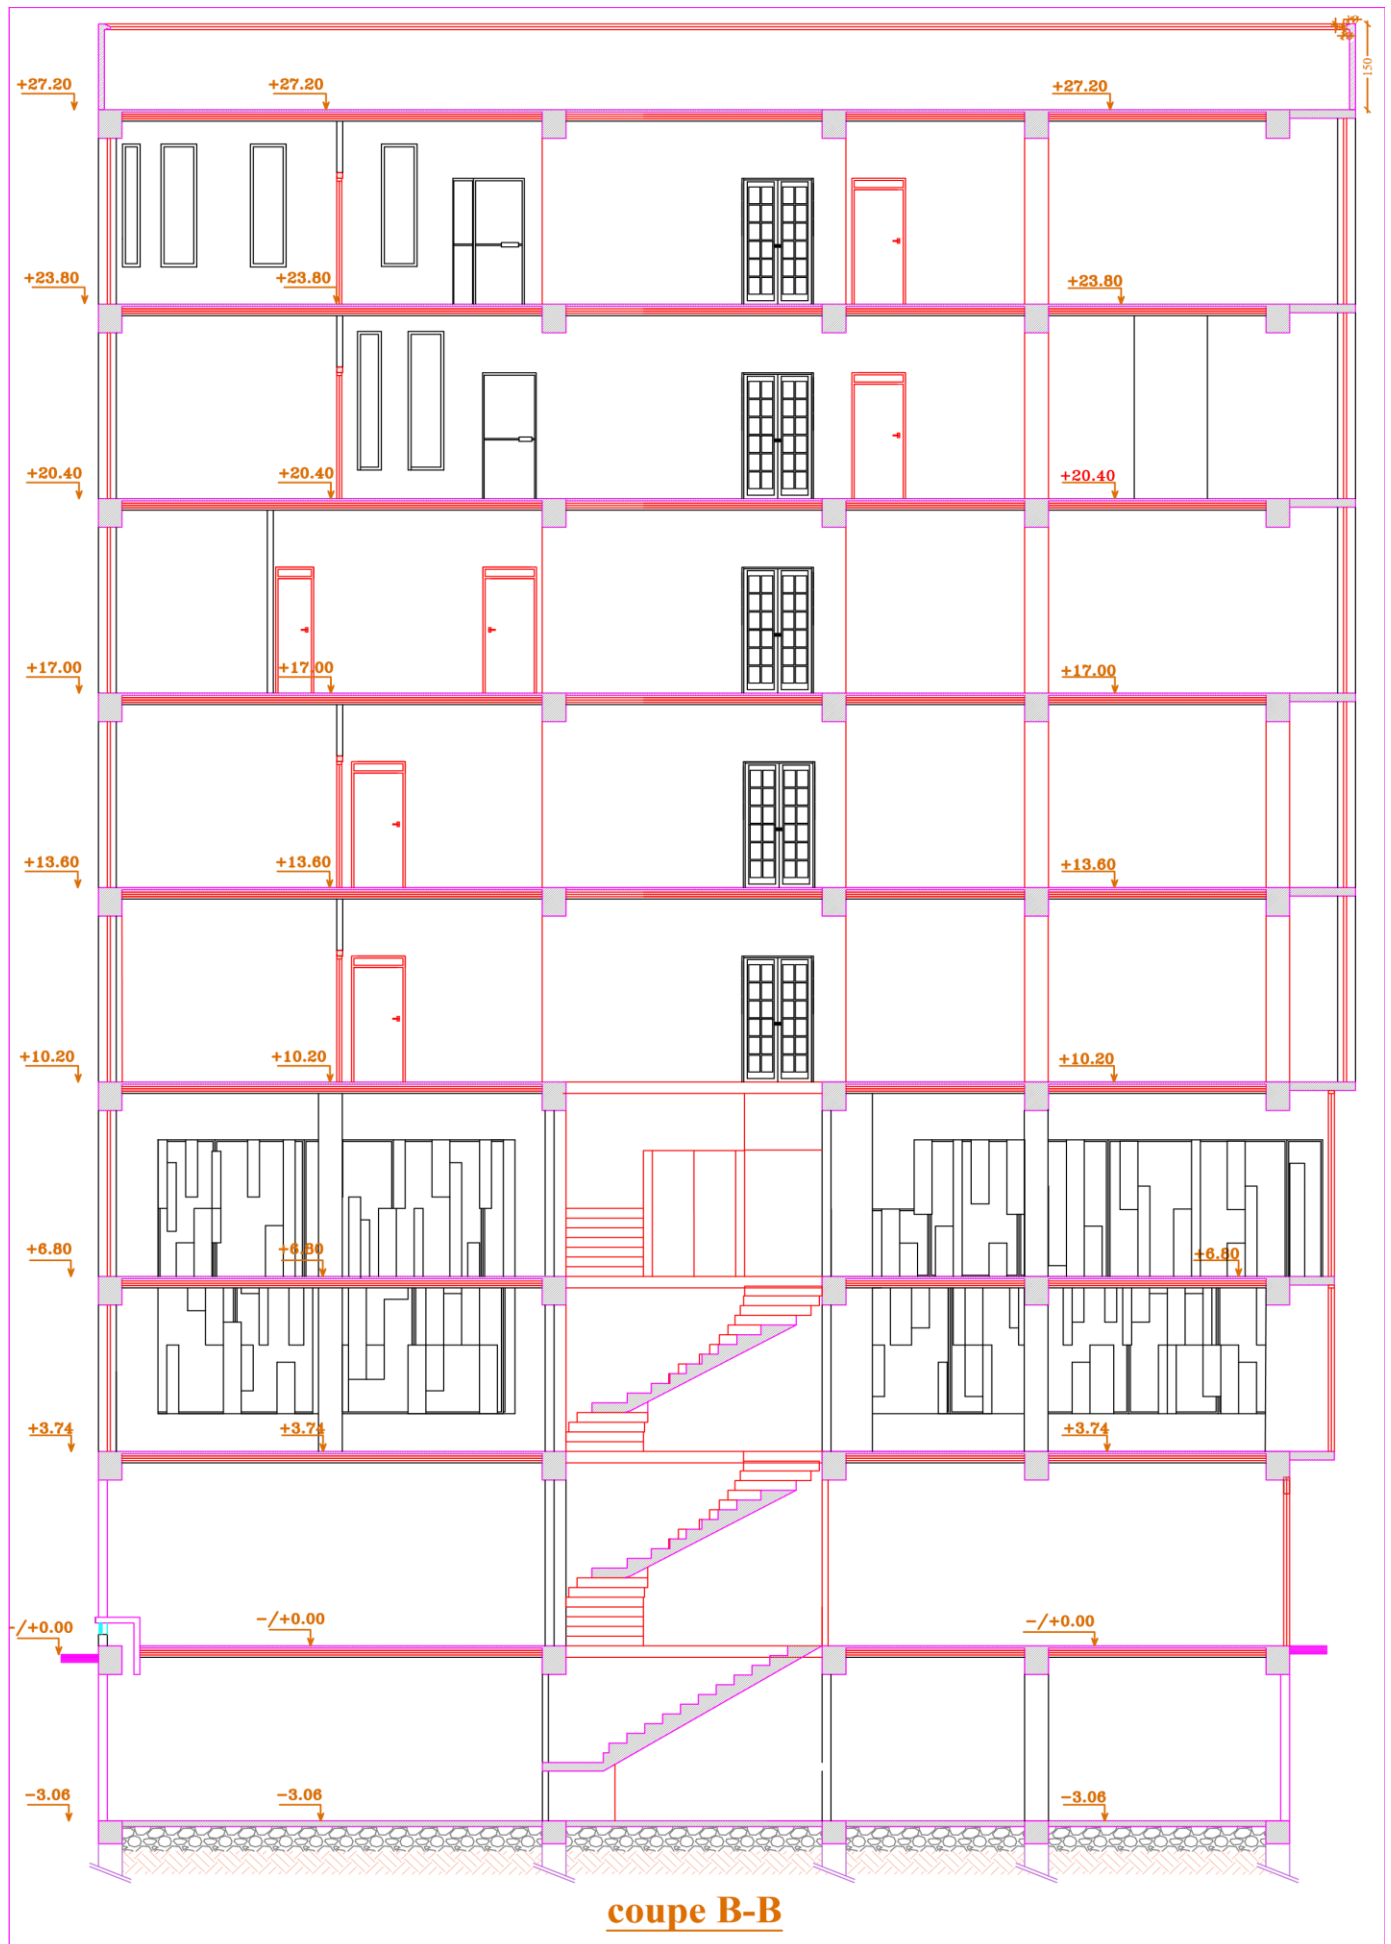 150
+27.20 +27.20 +27.20
+23.80 +23.80 +23.80
+20.40 +20.40 +20.40
+17.00 +17.00 +17.00
+13.60 +13.60 +13.60
+10.20 +10.20 +10.20
+6.80 +6.80 +6.80
+3.74 +3.74 +3.74
-/+0.00 -/+0.00 -/+0.00
-3.06 -3.06 -3.06
coupe B-B